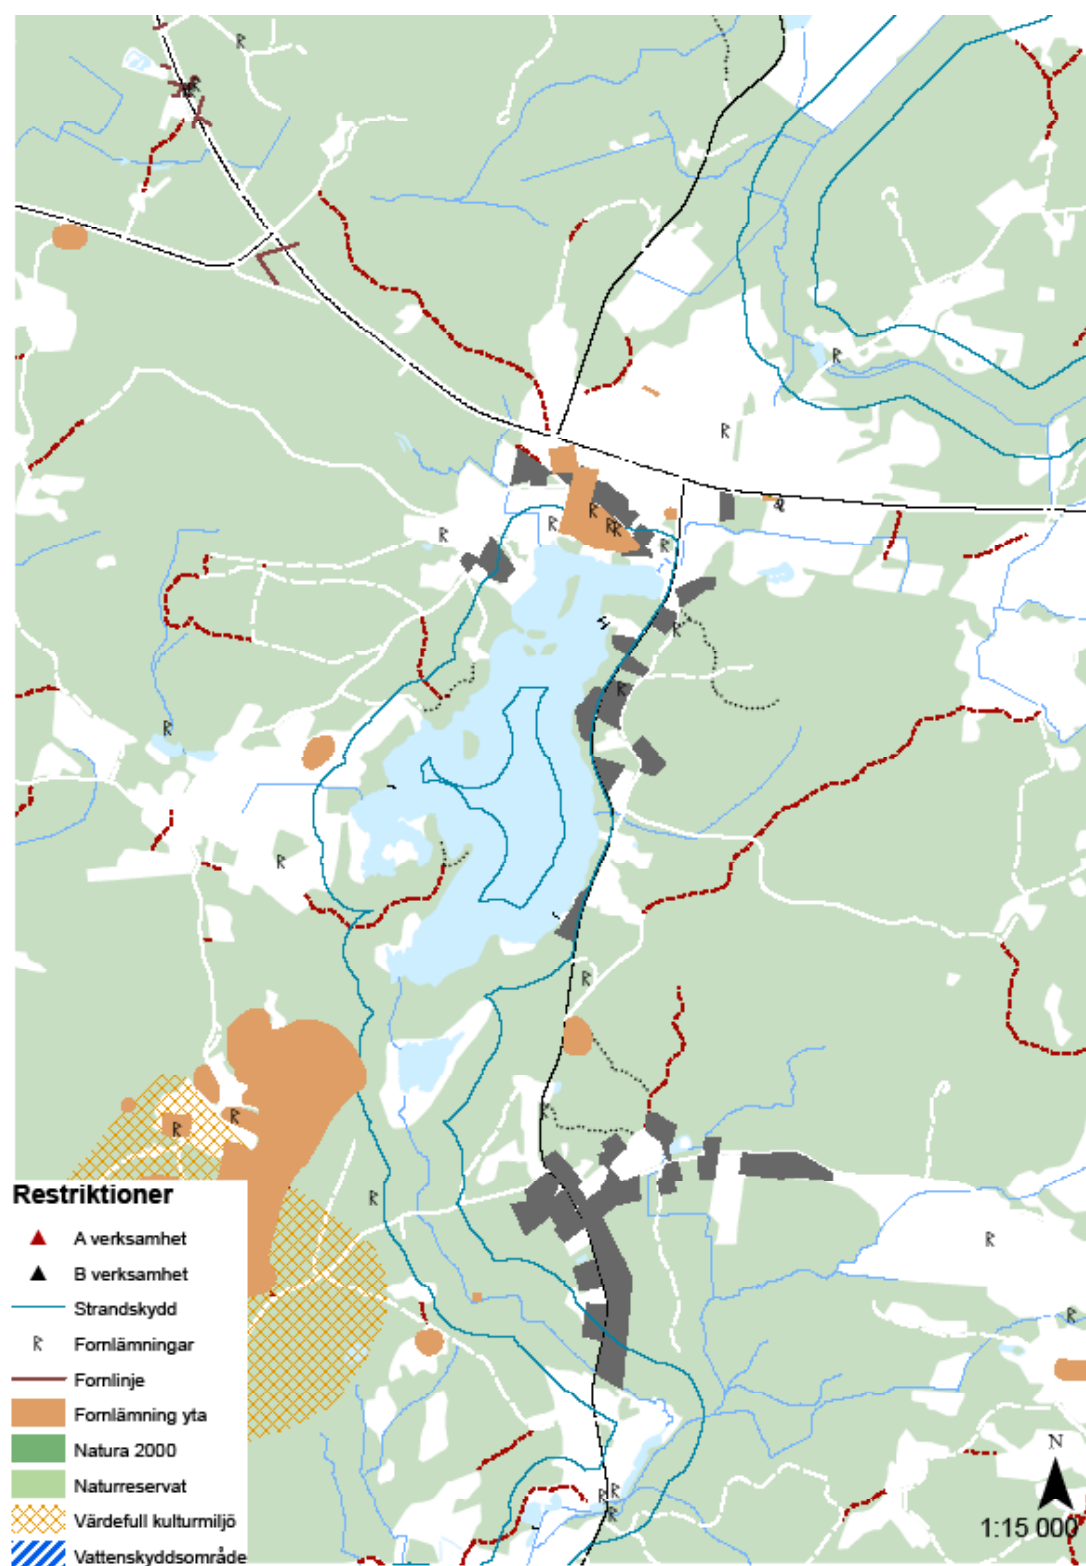 Restriktioner
A verksamhet
B verksamhet
Strandskydd
Fornlämningar
Fornlinje
Fornlämning yta
Natura 2000
Naturreservat
Värdefull kulturmiljö
Vattenskyddsområde
N
1:15 000